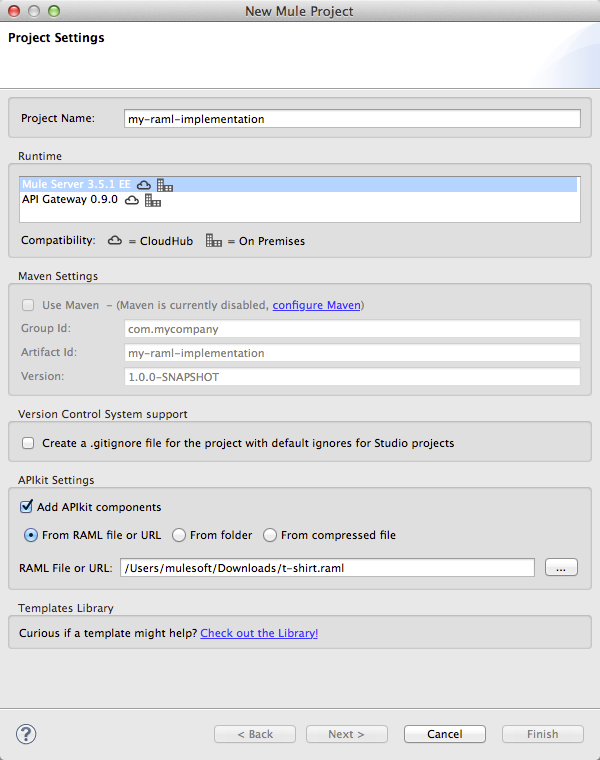 New Mule Project
Project Settings
Project Name: my-raml-implementation
Runtime
Mule Server 3.5.1 EE
API Gateway 0.9.0
Compatibility: = CloudHub = On Premises
Maven Settings
Use Maven - (Maven is currently disabled, configure Maven)
Group Id: com.mycompany
Artifact Id: my-raml-implementation
Version: 1.0.0-SNAPSHOT
Version Control System support
Create a .gitignore file for the project with default ignores for Studio projects
APIkit Settings
Add APIkit components
From RAML file or URL From folder From compressed file
RAML File or URL: /Users/mulesoft/Downloads/t-shirt.raml ...
Templates Library
Curious if a template might help? Check out the Library!
? < Back Next > Cancel Finish